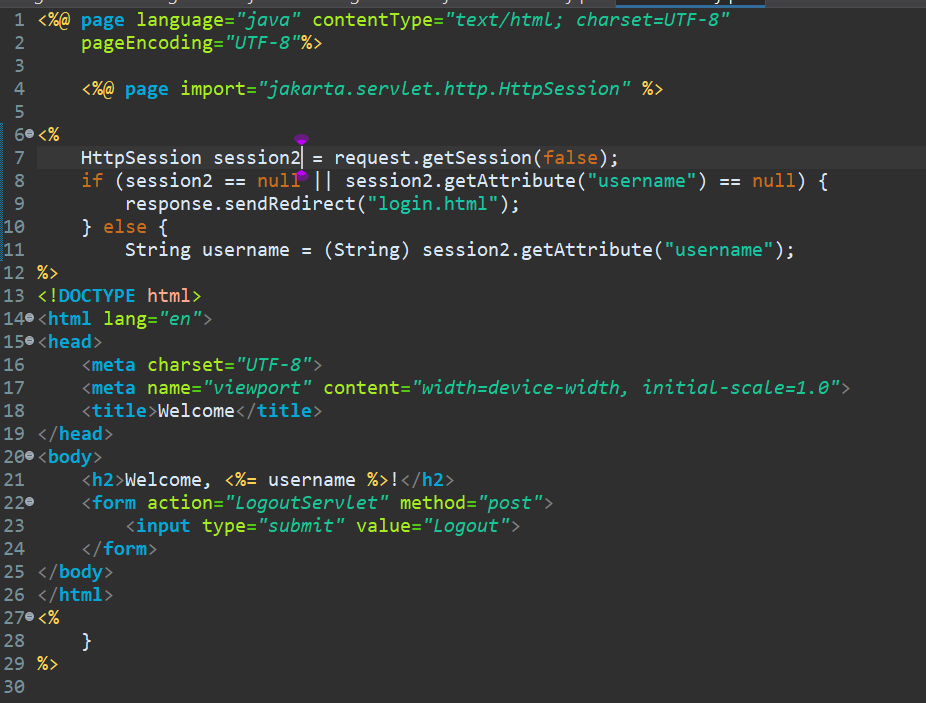 1 <%@ page language="java" contentType="text/html; charset=UTF-8"
2     pageEncoding="UTF-8"%>
3
4     <%@ page import="jakarta.servlet.http.HttpSession" %>
5
6 <%
7     HttpSession session2 = request.getSession(false);
8     if (session2 == null || session2.getAttribute("username") == null) {
9         response.sendRedirect("login.html");
10     } else {
11         String username = (String) session2.getAttribute("username");
12 %>
13 <!DOCTYPE html>
14 <html lang="en">
15 <head>
16     <meta charset="UTF-8">
17     <meta name="viewport" content="width=device-width, initial-scale=1.0">
18     <title>Welcome</title>
19 </head>
20 <body>
21     <h2>Welcome, <%= username %>!</h2>
22     <form action="LogoutServlet" method="post">
23         <input type="submit" value="Logout">
24     </form>
25 </body>
26 </html>
27 <%
28     }
29 %>
30